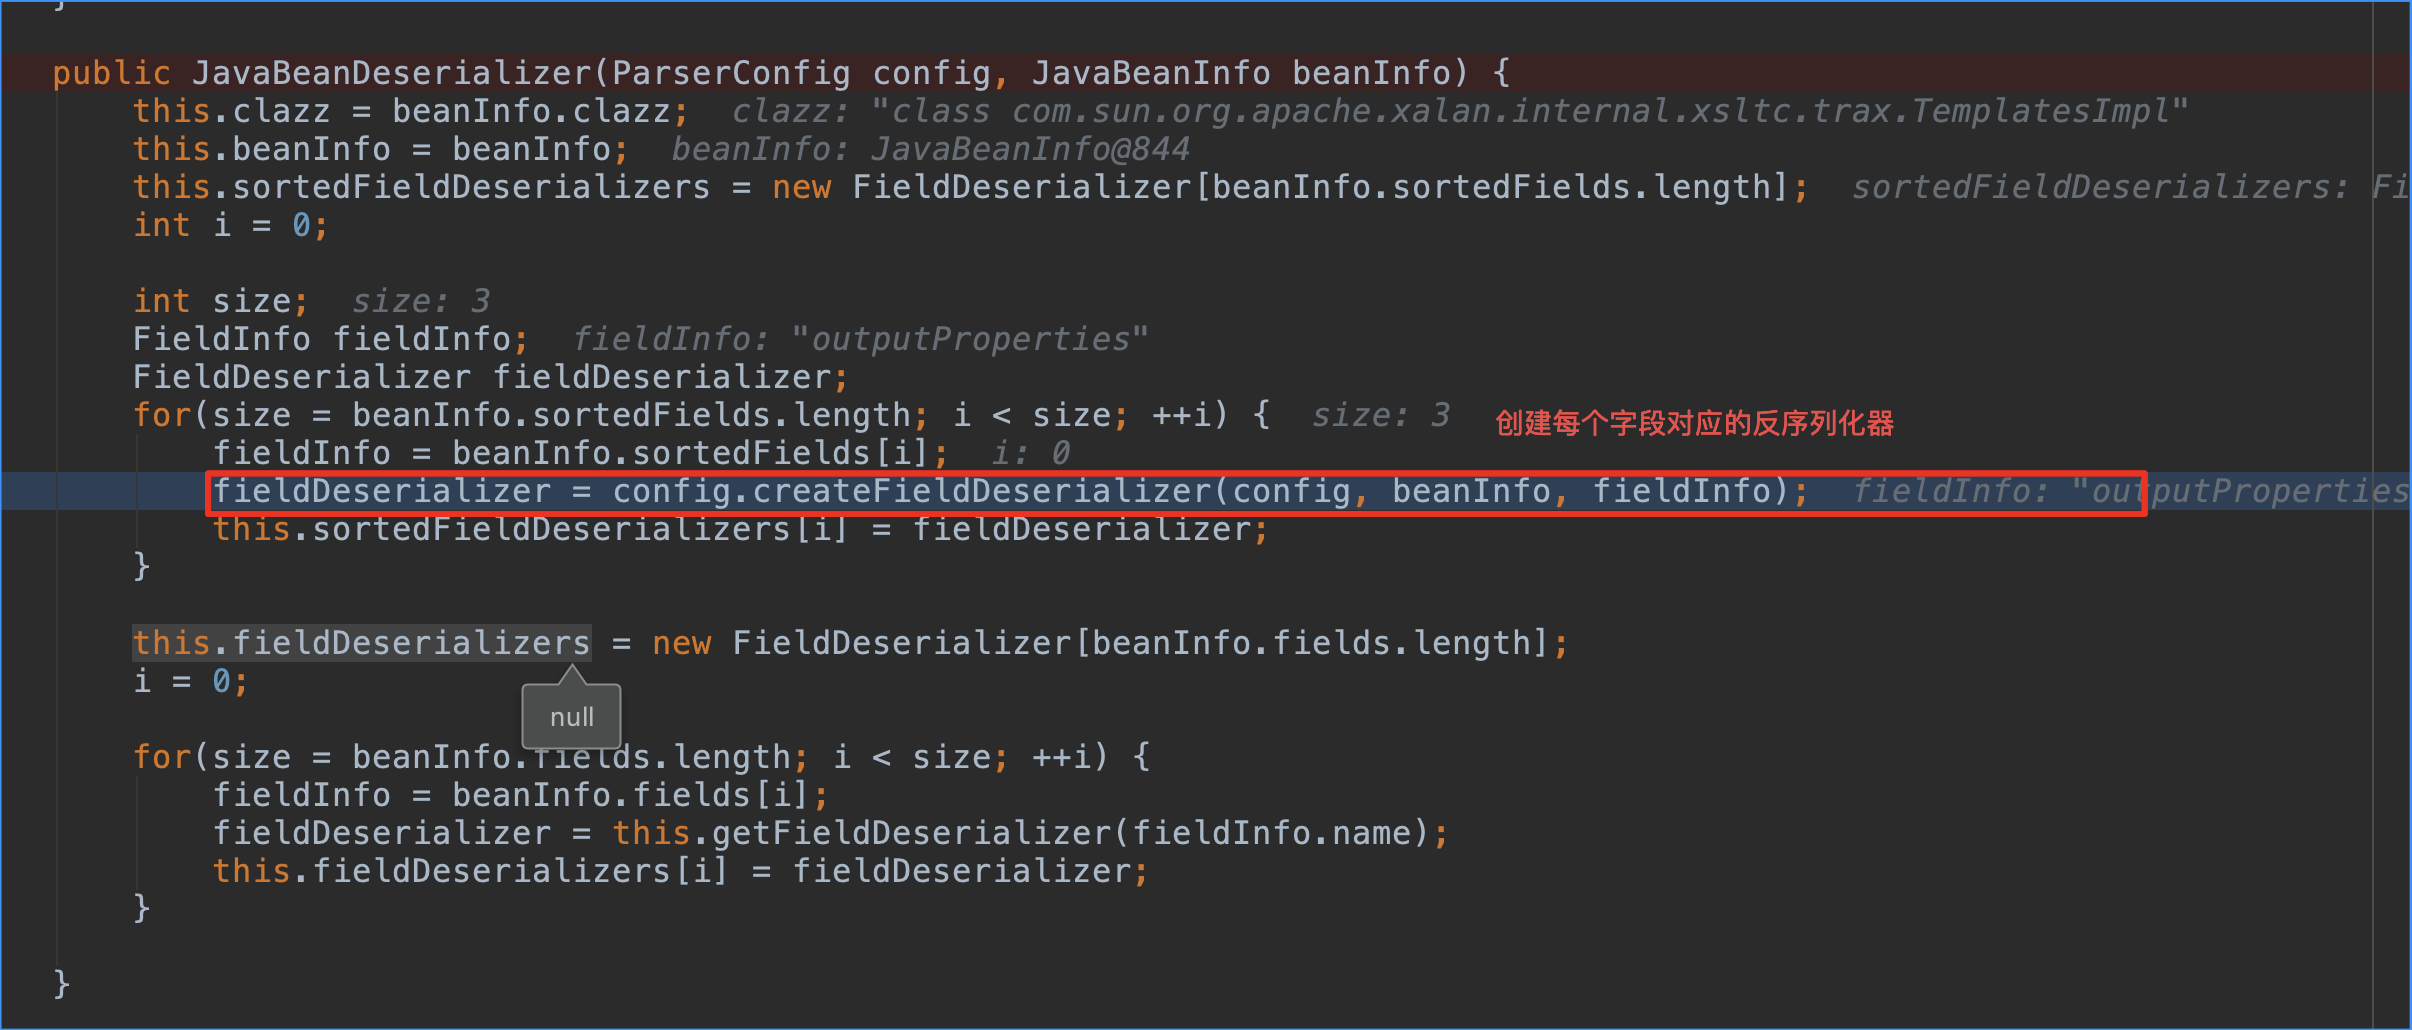 }
public JavaBeanDeserializer(ParserConfig config, JavaBeanInfo beanInfo) {
this.clazz = beanInfo.clazz; clazz: "class com.sun.org.apache.xalan.internal.xsltc.trax.TemplatesImpl"
this.beanInfo = beanInfo; beanInfo: JavaBeanInfo@844
this.sortedFieldDeserializers = new FieldDeserializer[beanInfo.sortedFields.length]; sortedFieldDeserializers: Fi
int i = 0;
int size; size: 3
FieldInfo fieldInfo; fieldInfo: "outputProperties"
FieldDeserializer fieldDeserializer;
for(size = beanInfo.sortedFields.length; i < size; ++i) { size: 3 创建每个字段对应的反序列化器
fieldInfo = beanInfo.sortedFields[i]; i: 0
fieldDeserializer = config.createFieldDeserializer(config, beanInfo, fieldInfo); fieldInfo: "outputProperties
this.sortedFieldDeserializers[i] = fieldDeserializer;
}
this.fieldDeserializers = new FieldDeserializer[beanInfo.fields.length];
i = 0;
null
for(size = beanInfo.fields.length; i < size; ++i) {
fieldInfo = beanInfo.fields[i];
fieldDeserializer = this.getFieldDeserializer(fieldInfo.name);
this.fieldDeserializers[i] = fieldDeserializer;
}
}